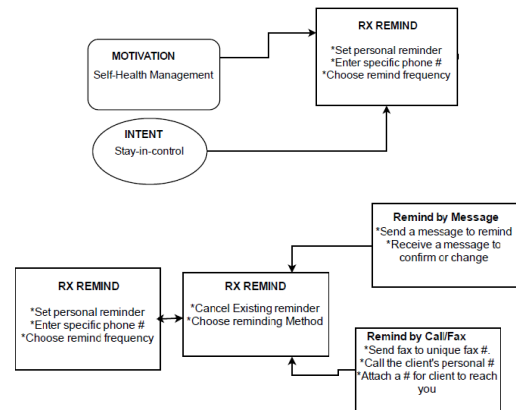 MOTIVATION
Self-Health Management
RX REMIND
*Set personal reminder
*Enter specific phone #
*Choose remind frequency
INTENT
Stay-in-control
Remind by Message
*Send a message to remind
*Receive a message to
confirm or change
RX REMIND
*Set personal reminder
*Enter specific phone #
*Choose remind frequency
RX REMIND
*Cancel Existing reminder
*Choose reminding Method
Remind by Call/Fax
*Send fax to unique fax #.
*Call the client's personal #
*Attach a # for client to reach
you